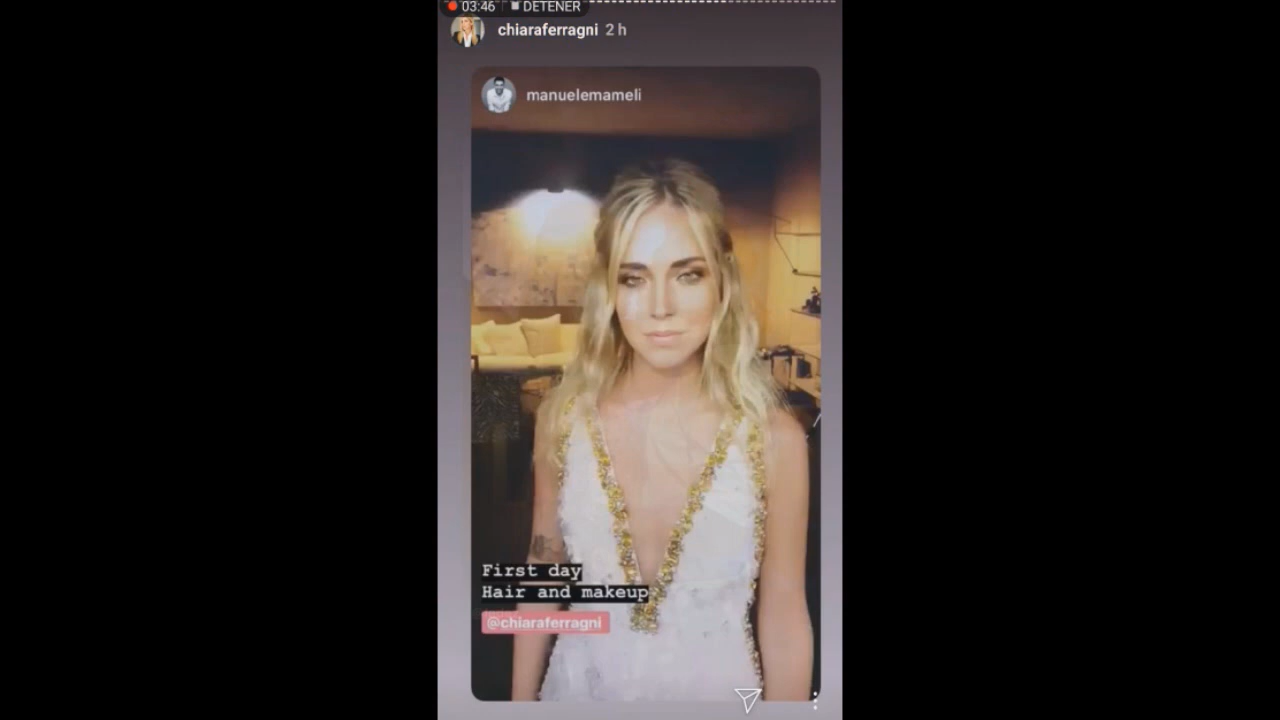 03:46 DETENER
chiaraferragni 2 h
manuelemameli
First day
Hair and makeup
@chiaraferragni